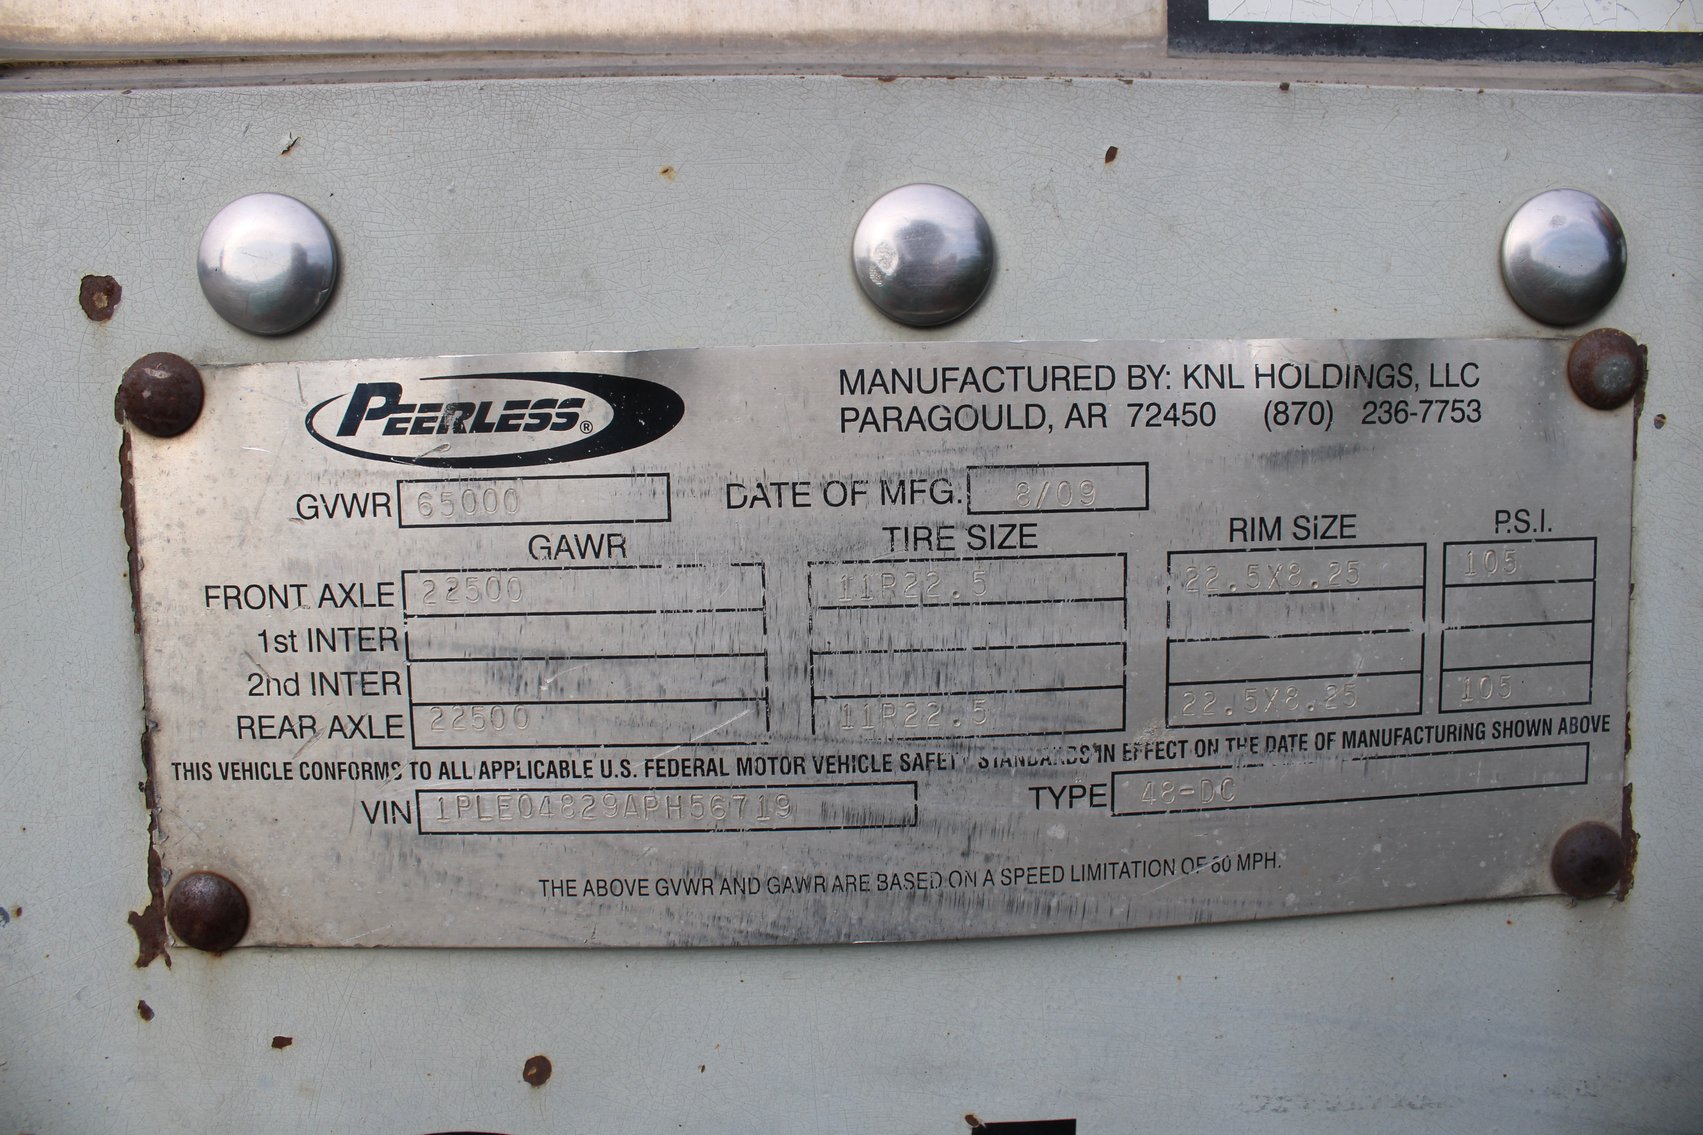 PEERLESS®
MANUFACTURED BY: KNL HOLDINGS, LLC
PARAGOULD, AR 72450 (870) 236-7753
GVWR 65000 DATE OF MFG. 8/09
GAWR TIRE SIZE RIM SIZE P.S.I.
FRONT AXLE 22500 11R22.5 22.5X8.25 105
1st INTER
2nd INTER
REAR AXLE 22500 11R22.5 22.5X8.25 105
THIS VEHICLE CONFORMS TO ALL APPLICABLE U.S. FEDERAL MOTOR VEHICLE SAFETY STANDARDS IN EFFECT ON THE DATE OF MANUFACTURING SHOWN ABOVE
VIN 1PLE04829APH56719 TYPE 48-DC
THE ABOVE GVWR AND GAWR ARE BASED ON A SPEED LIMITATION OF 60 MPH.